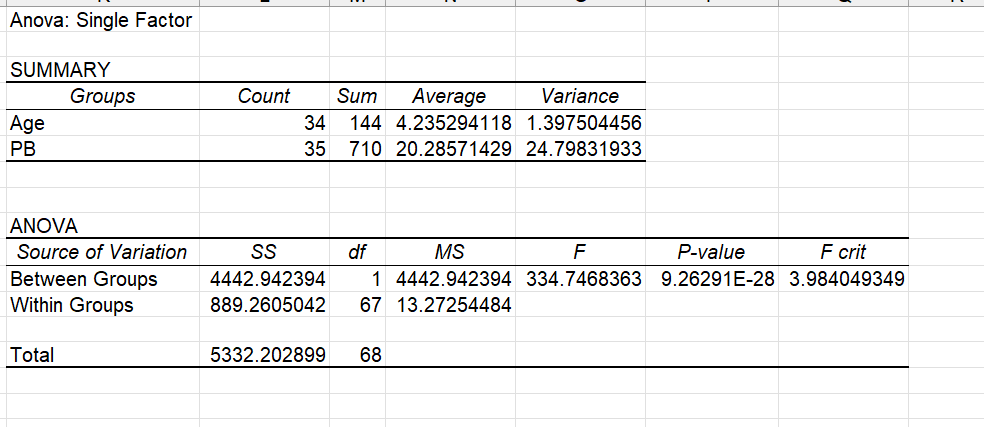 Anova: Single Factor
SUMMARY
Groups Count Sum Average Variance
Age 34 144 4.235294118 1.397504456
PB 35 710 20.28571429 24.79831933
ANOVA
Source of Variation SS df MS F P-value F crit
Between Groups 4442.942394 1 4442.942394 334.7468363 9.26291E-28 3.984049349
Within Groups 889.2605042 67 13.27254484
Total 5332.202899 68